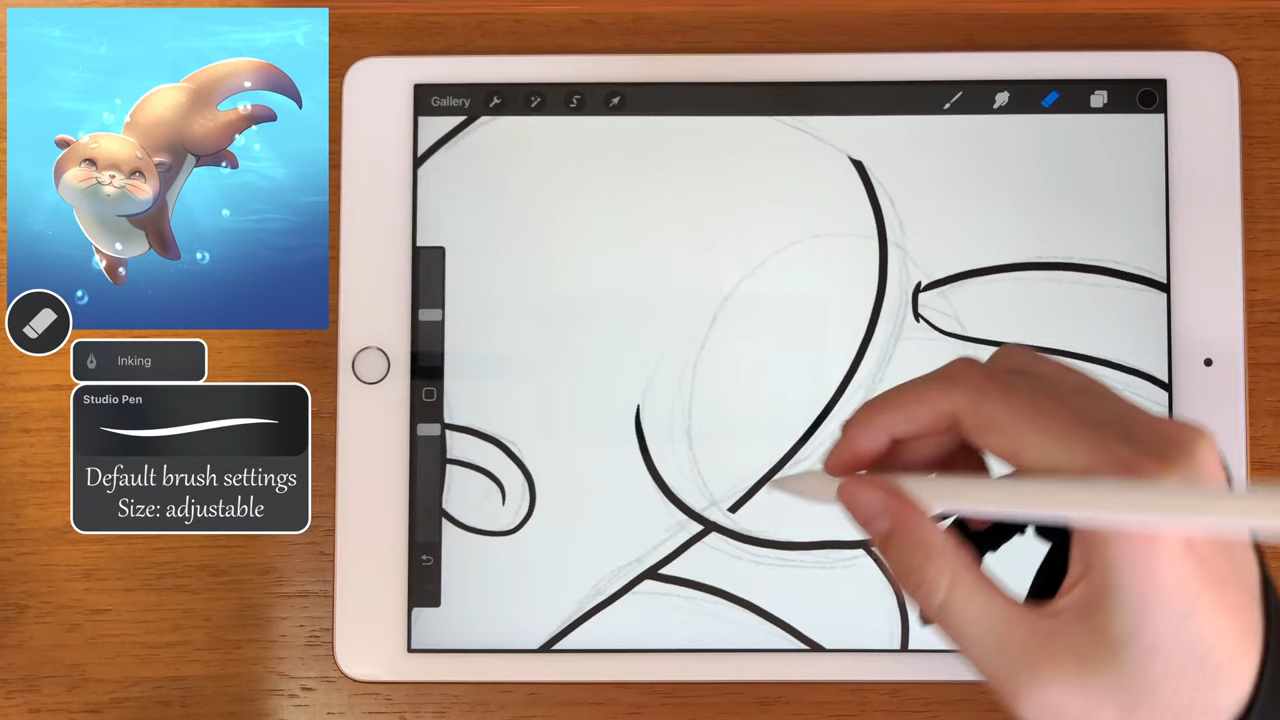 Gallery
Inking
Studio Pen
Default brush settings
Size: adjustable